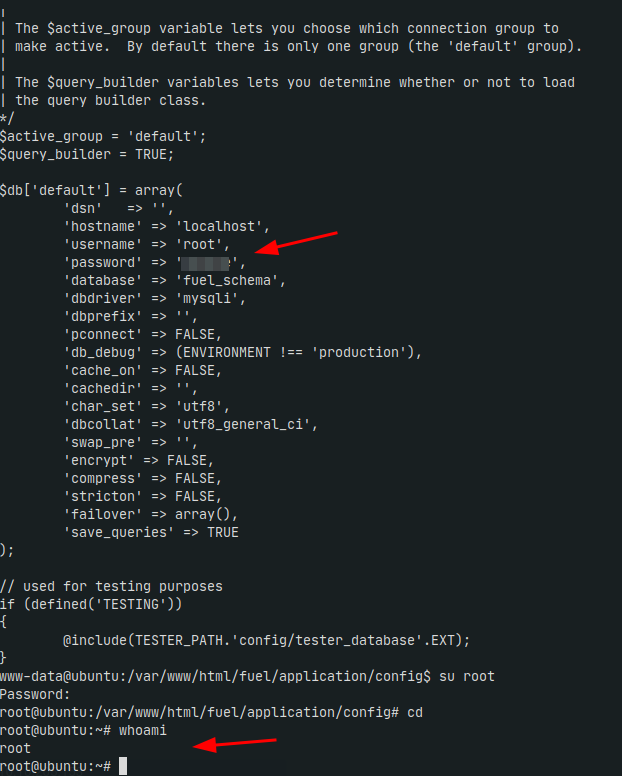 |
| The $active_group variable lets you choose which connection group to
| make active.  By default there is only one group (the 'default' group).
|
| The $query_builder variables lets you determine whether or not to load
| the query builder class.
*/
$active_group = 'default';
$query_builder = TRUE;

$db['default'] = array(
        'dsn'   => '',
        'hostname' => 'localhost',
        'username' => 'root',
        'password' => '',
        'database' => 'fuel_schema',
        'dbdriver' => 'mysqli',
        'dbprefix' => '',
        'pconnect' => FALSE,
        'db_debug' => (ENVIRONMENT !== 'production'),
        'cache_on' => FALSE,
        'cachedir' => '',
        'char_set' => 'utf8',
        'dbcollat' => 'utf8_general_ci',
        'swap_pre' => '',
        'encrypt' => FALSE,
        'compress' => FALSE,
        'stricton' => FALSE,
        'failover' => array(),
        'save_queries' => TRUE
);

// used for testing purposes
if (defined('TESTING'))
{
        @include(TESTER_PATH.'config/tester_database'.EXT);
}
www-data@ubuntu:/var/www/html/fuel/application/config$ su root
Password:
root@ubuntu:/var/www/html/fuel/application/config# cd
root@ubuntu:~# whoami
root
root@ubuntu:~#